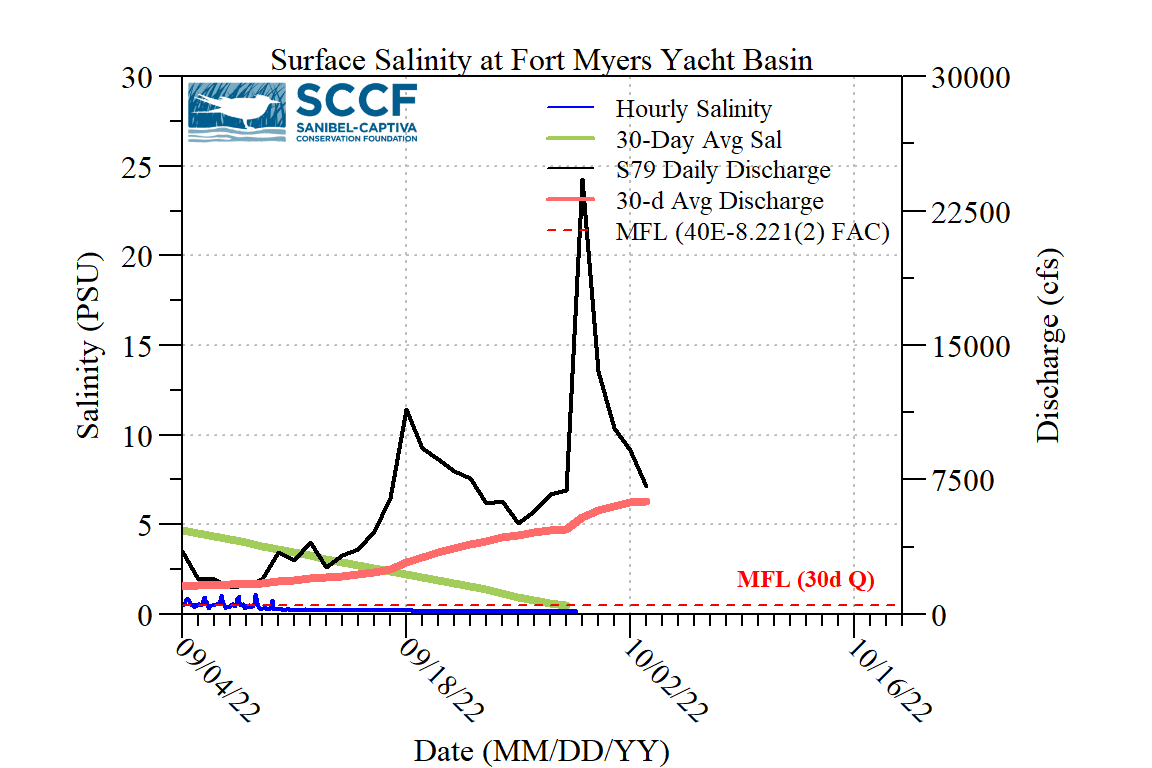 Surface Salinity at Fort Myers Yacht Basin
SCCF
SANIBEL-CAPTIVA
CONSERVATION FOUNDATION
Hourly Salinity
30-Day Avg Sal
S79 Daily Discharge
30-d Avg Discharge
MFL (40E-8.221(2) FAC)
Salinity (PSU)
30
25
20
15
10
5
0
30000
22500
15000
7500
0
Discharge (cfs)
MFL (30d Q)
09/04/22
09/18/22
10/02/22
10/16/22
Date (MM/DD/YY)